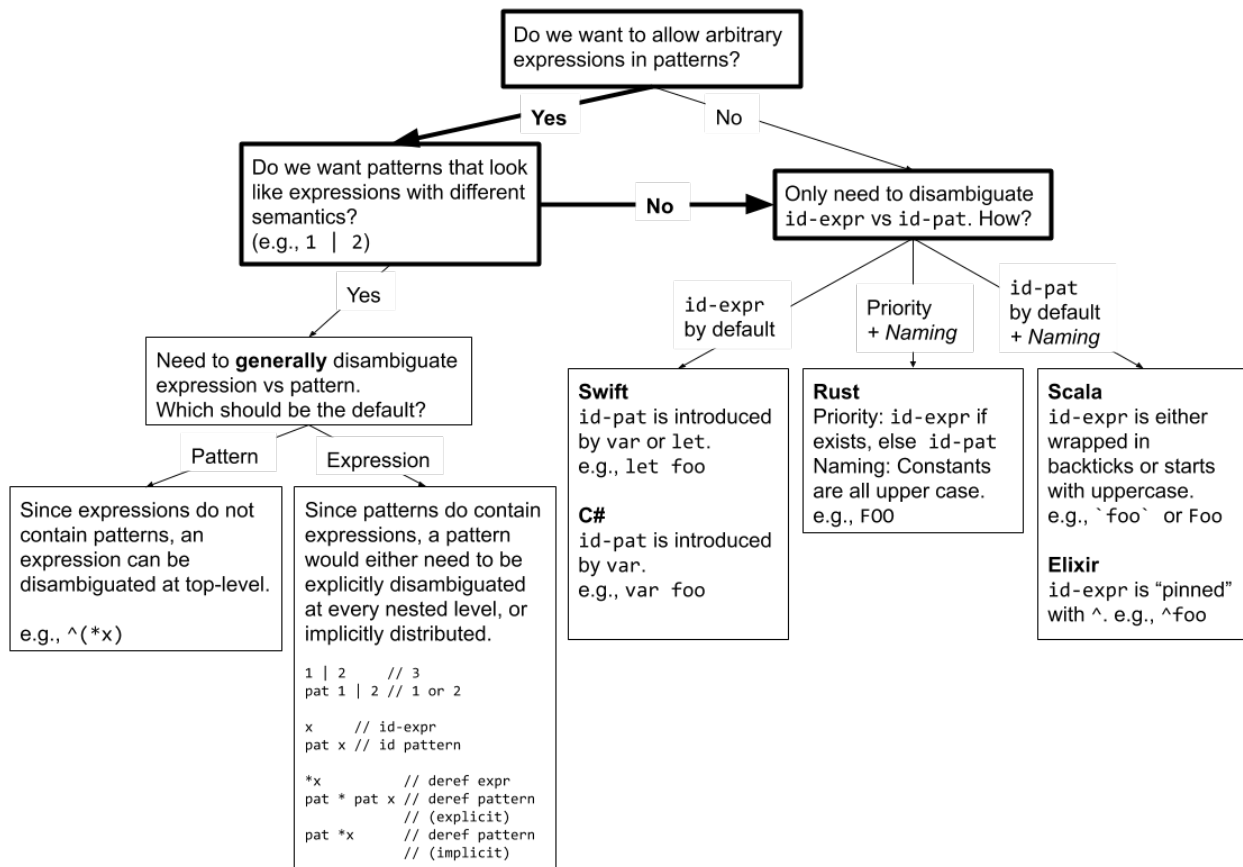 Do we want to allow arbitrary
expressions in patterns?
Yes
No
Do we want patterns that look
like expressions with different
semantics?
(e.g., 1 | 2)
No
Only need to disambiguate
id-expr vs id-pat. How?
Yes
id-expr
by default
Priority
+ Naming
id-pat
by default
+ Naming
Need to generally disambiguate
expression vs pattern.
Which should be the default?
Pattern
Expression
Since expressions do not
contain patterns, an
expression can be
disambiguated at top-level.
e.g., ^(*x)
Since patterns do contain
expressions, a pattern
would either need to be
explicitly disambiguated
at every nested level, or
implicitly distributed.
1 | 2     // 3
pat 1 | 2 // 1 or 2
x     // id-expr
pat x // id pattern
*x          // deref expr
pat * pat x // deref pattern
// (explicit)
pat *x      // deref pattern
// (implicit)
Swift
id-pat is introduced
by var or let.
e.g., let foo
C#
id-pat is introduced
by var.
e.g., var foo
Rust
Priority: id-expr if
exists, else id-pat
Naming: Constants
are all upper case.
e.g., FOO
Scala
id-expr is either
wrapped in
backticks or starts
with uppercase.
e.g., `foo` or Foo
Elixir
id-expr is “pinned”
with ^. e.g., ^foo